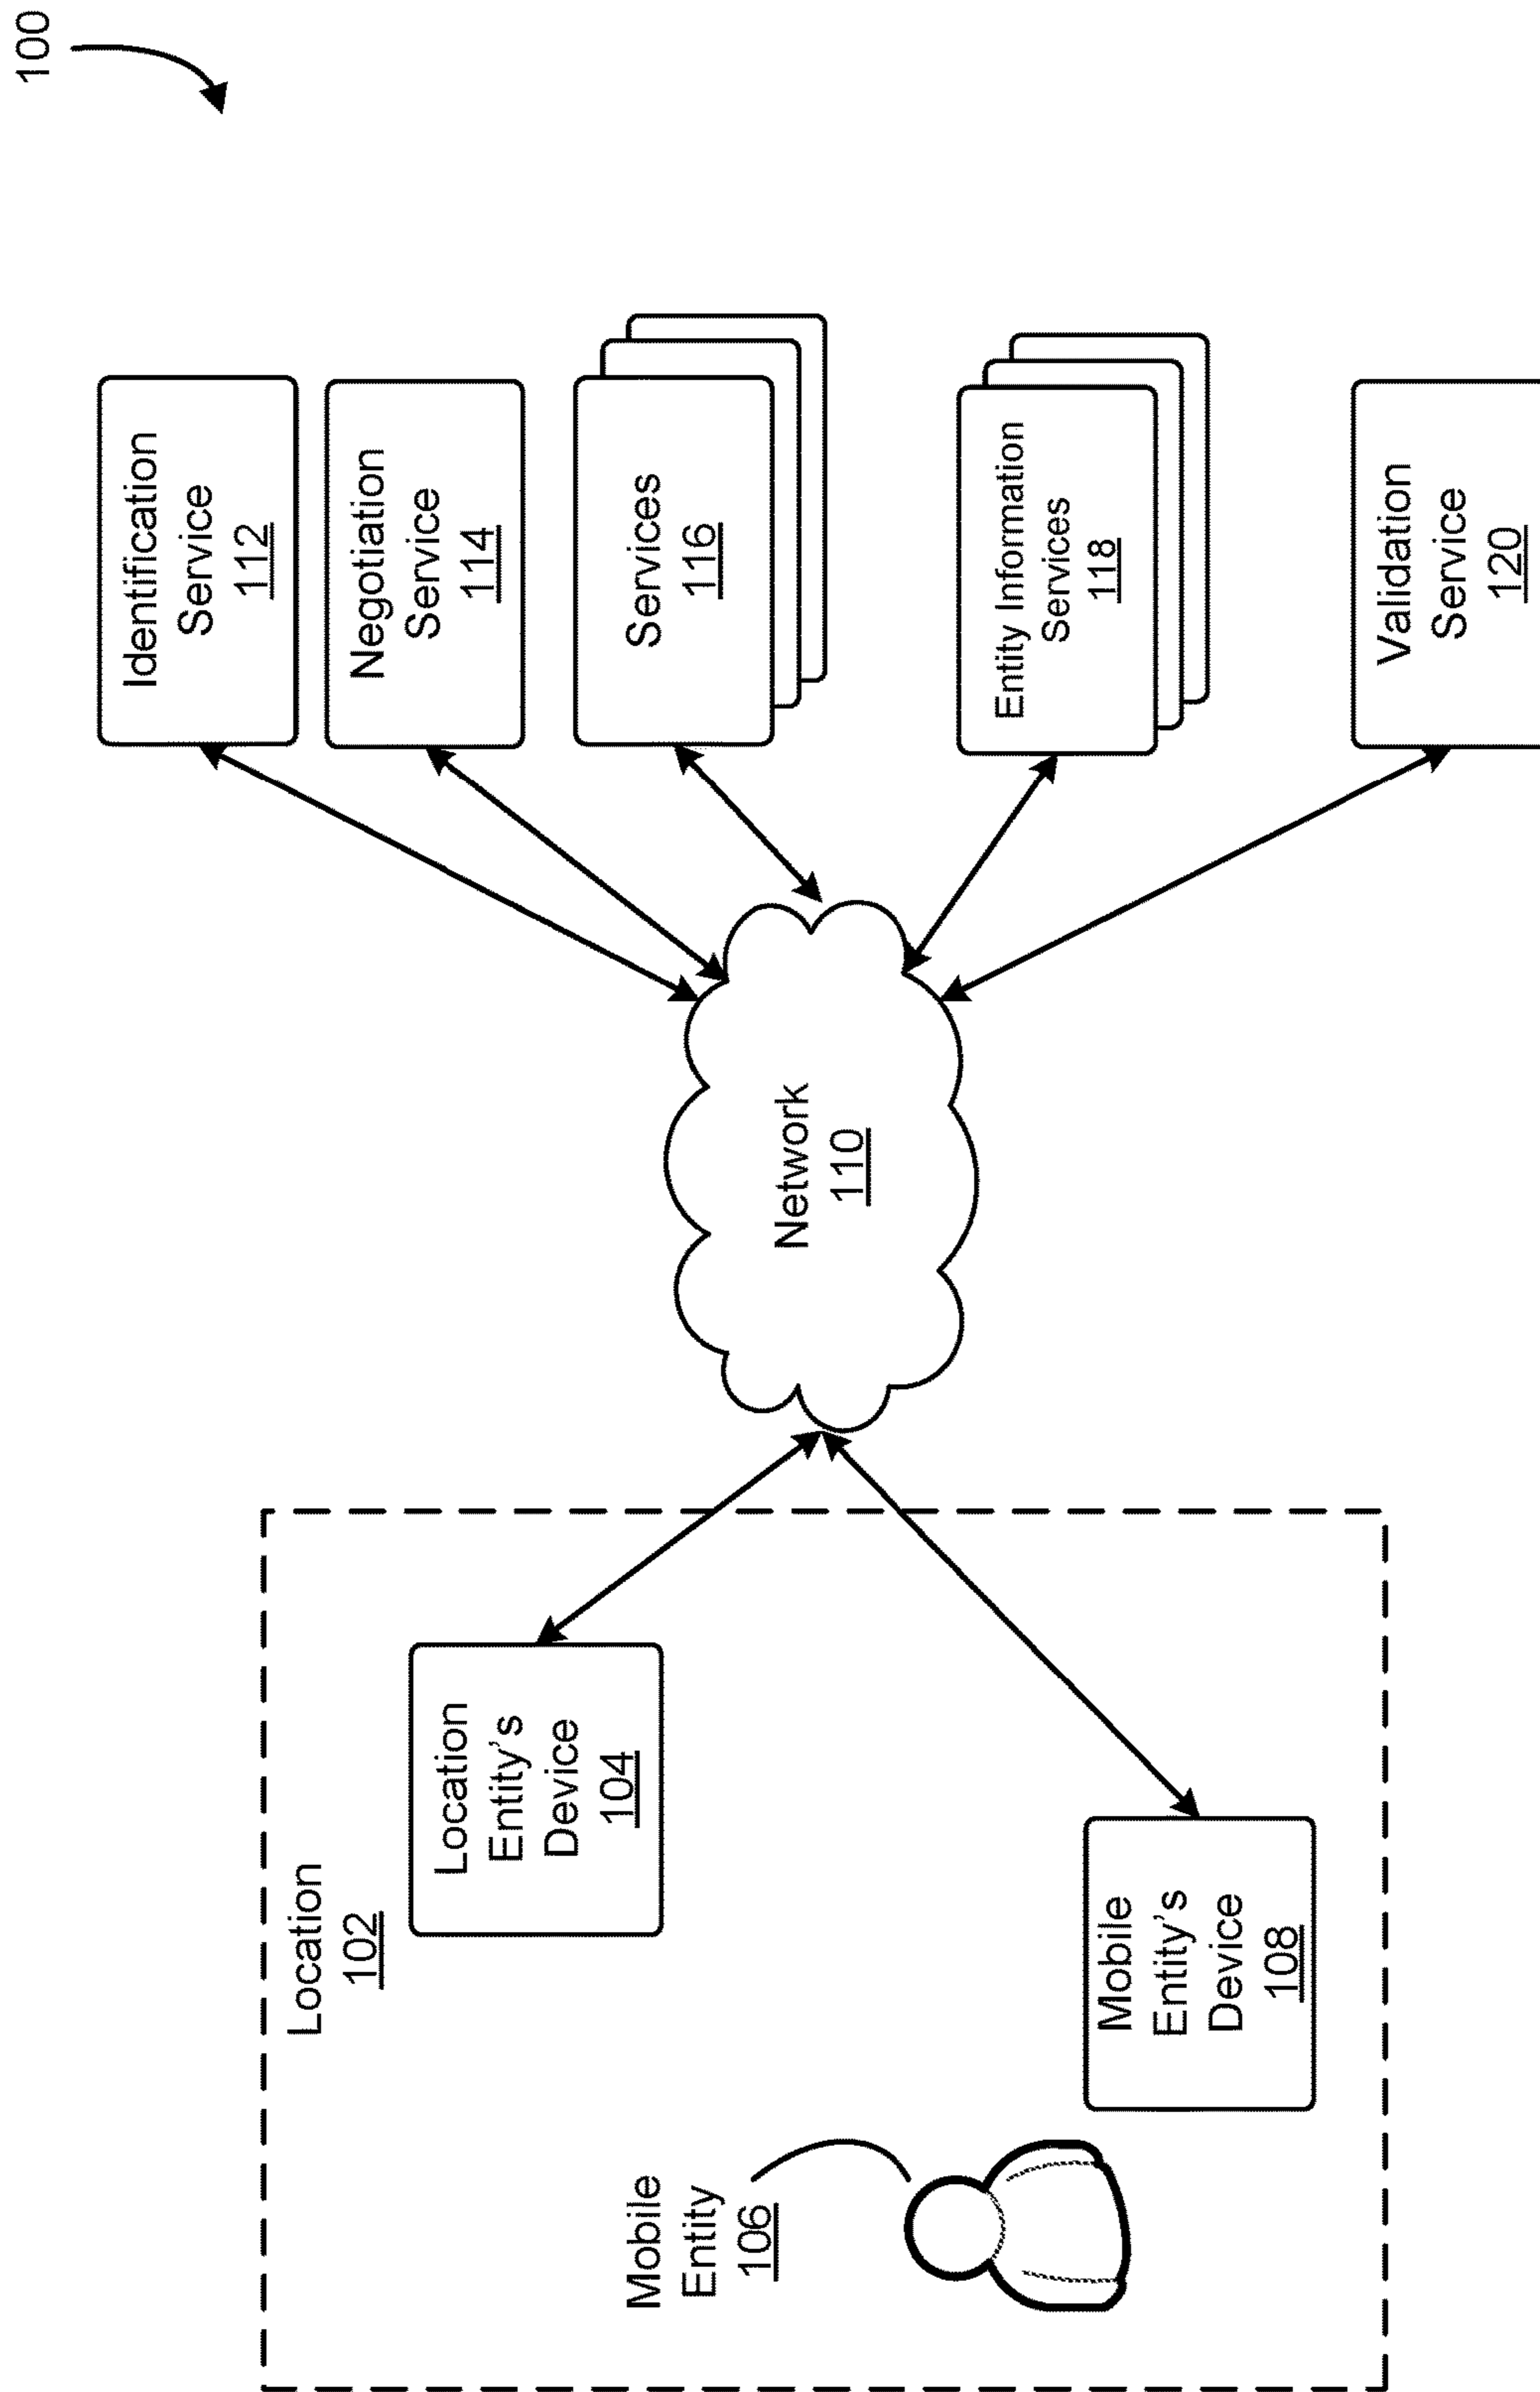 100
Location
102
Location
Entity's
Device
104
Mobile
Entity
106
Mobile
Entity's
Device
108
Network
110
Identification
Service
112
Negotiation
Service
114
Services
116
Entity Information
Services
118
Validation
Service
120